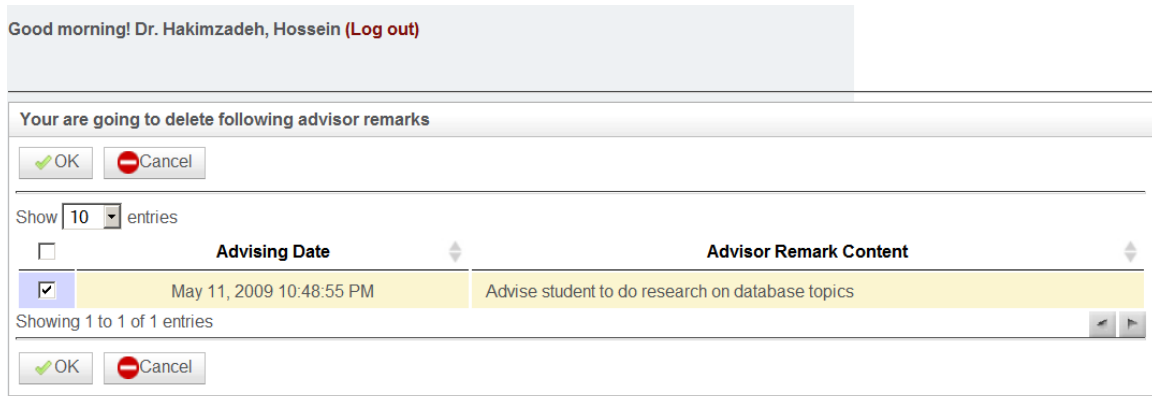 Good morning! Dr. Hakimzadeh, Hossein (Log out)
Your are going to delete following advisor remarks
OK Cancel
Show 10 entries
Advising Date Advisor Remark Content
May 11, 2009 10:48:55 PM Advise student to do research on database topics
Showing 1 to 1 of 1 entries
OK Cancel